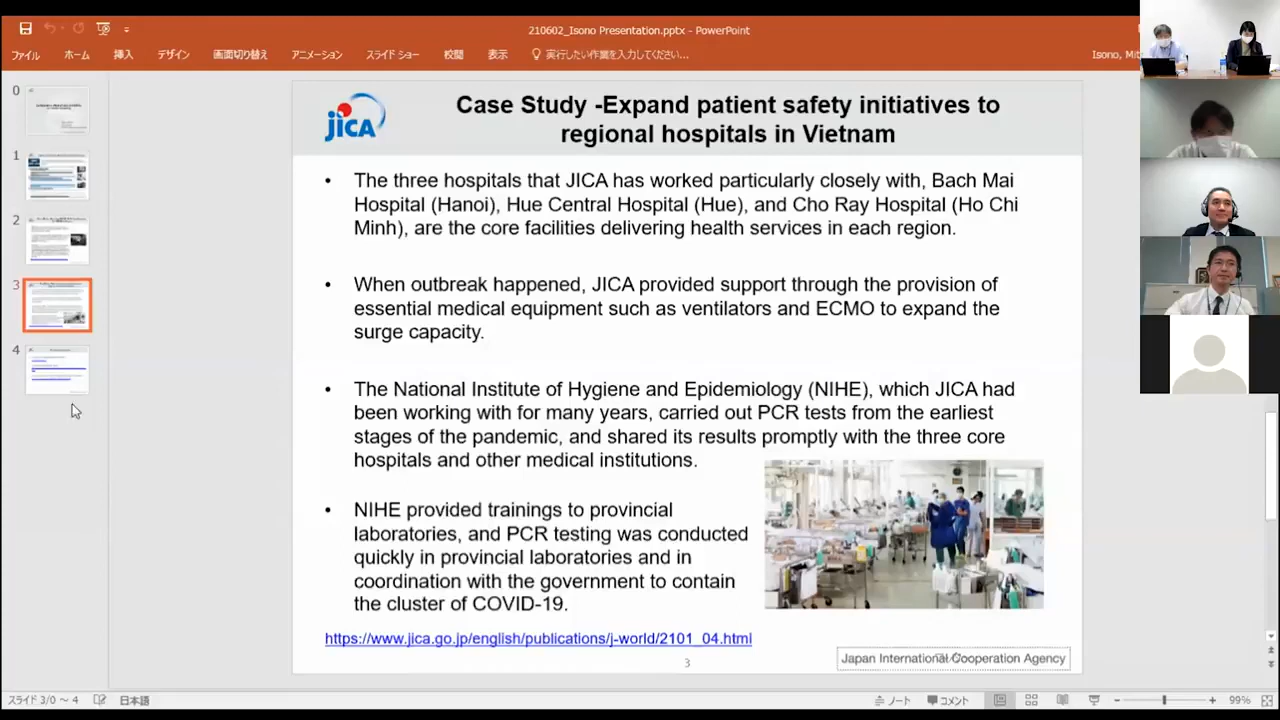 210602_Isono Presentation.pptx - PowerPoint
ファイル ホーム 挿入 デザイン 画面切り替え アニメーション スライド ショー 校閲 表示 実行したい作業を入力してください... Isono, Mit
0
1
2
3
4
JICA
Case Study -Expand patient safety initiatives to
regional hospitals in Vietnam
• The three hospitals that JICA has worked particularly closely with, Bach Mai
Hospital (Hanoi), Hue Central Hospital (Hue), and Cho Ray Hospital (Ho Chi
Minh), are the core facilities delivering health services in each region.
• When outbreak happened, JICA provided support through the provision of
essential medical equipment such as ventilators and ECMO to expand the
surge capacity.
• The National Institute of Hygiene and Epidemiology (NIHE), which JICA had
been working with for many years, carried out PCR tests from the earliest
stages of the pandemic, and shared its results promptly with the three core
hospitals and other medical institutions.
• NIHE provided trainings to provincial
laboratories, and PCR testing was conducted
quickly in provincial laboratories and in
coordination with the government to contain
the cluster of COVID-19.
https://www.jica.go.jp/english/publications/j-world/2101_04.html
3
Japan International Cooperation Agency
スライド 3/0 ~ 4 日本語 ノート コメント 99%